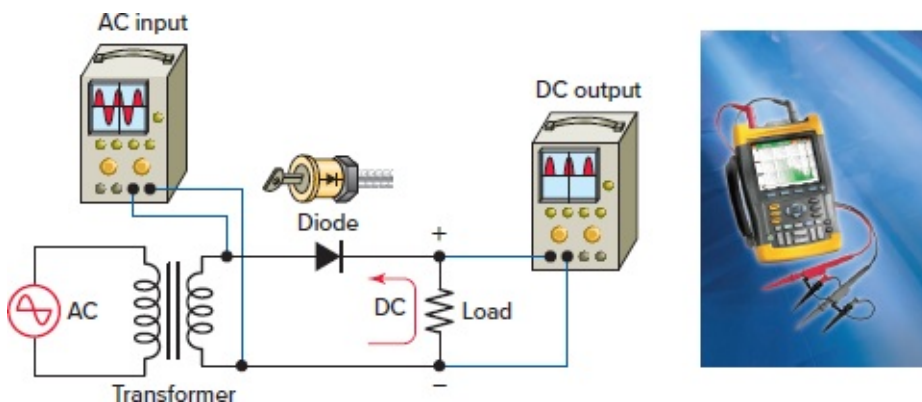 AC input
DC output
Diode
+
AC
DC
Load
−
Transformer